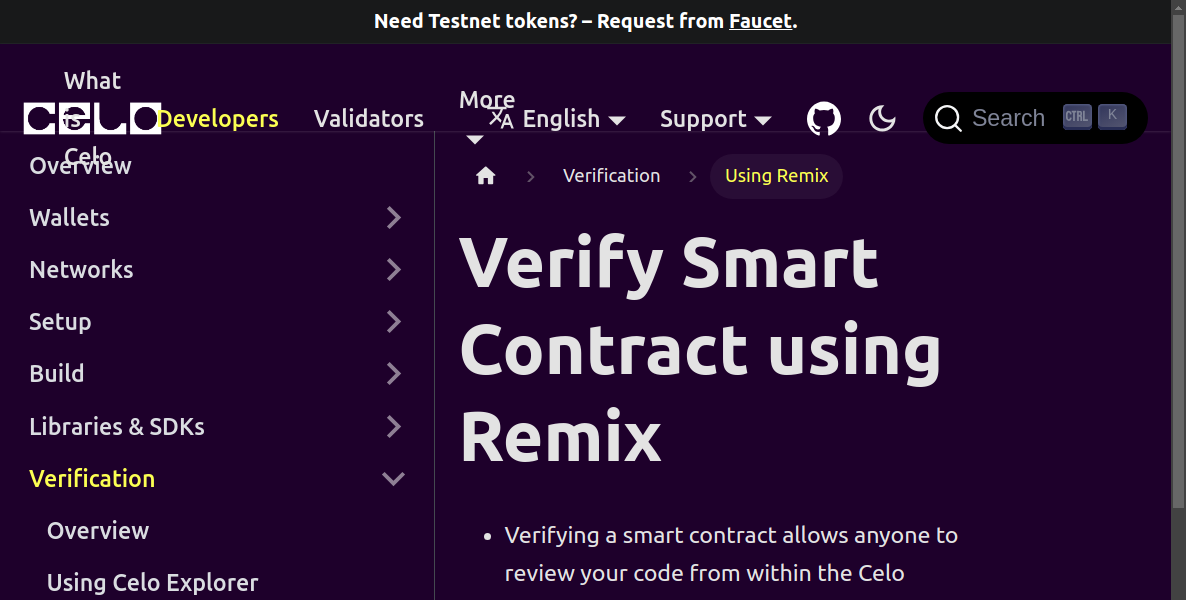 Need Testnet tokens? – Request from Faucet.
CELO
What is Celo
Developers
Validators
More
English
Support
Search
CTRL K
Overview
Wallets
Networks
Setup
Build
Libraries & SDKs
Verification
Overview
Using Celo Explorer
Verification
Using Remix
Verify Smart
Contract using
Remix
• Verifying a smart contract allows anyone to
review your code from within the Celo